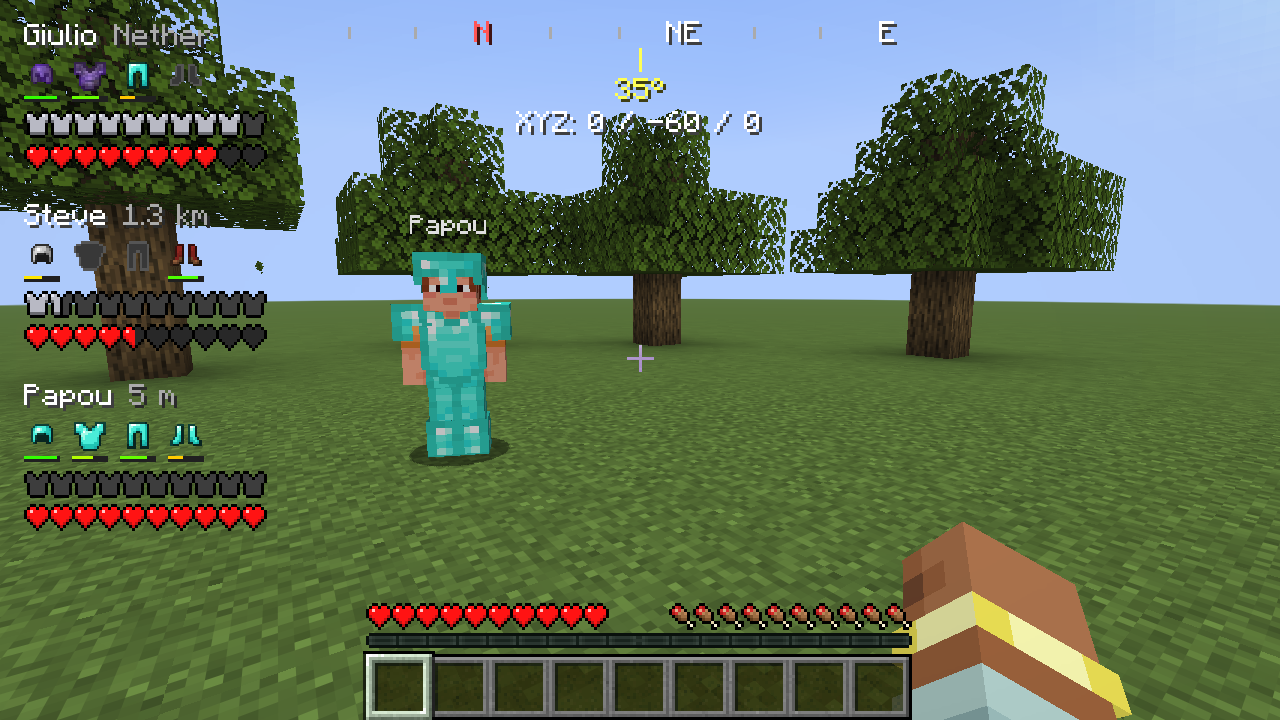 Giulio Nether
N NE E
35°
XYZ: 0 / -60 / 0
Steve 1.3 km
Papou
Papou 5 m